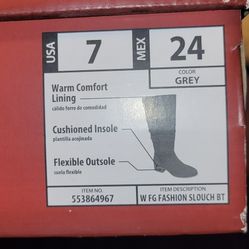 USA 7 MEX 24
COLOR
GREY
Warm Comfort
Lining
cálido forro de comodidad
Cushioned Insole
plantilla acojinada
Flexible Outsole
suela flexible
ITEM NO. ITEM DESCRIPTION
553864967 W FG FASHION SLOUCH BT